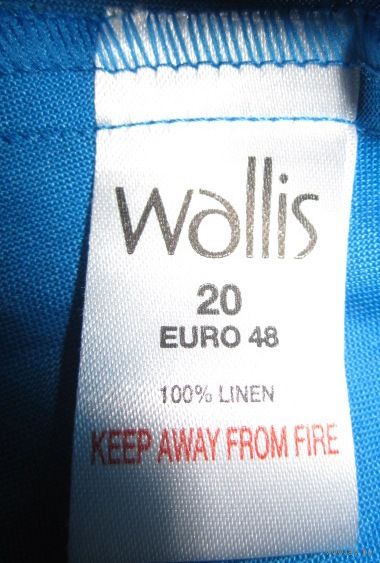 Wallis
20
EURO 48
100% LINEN
KEEP AWAY FROM FIRE